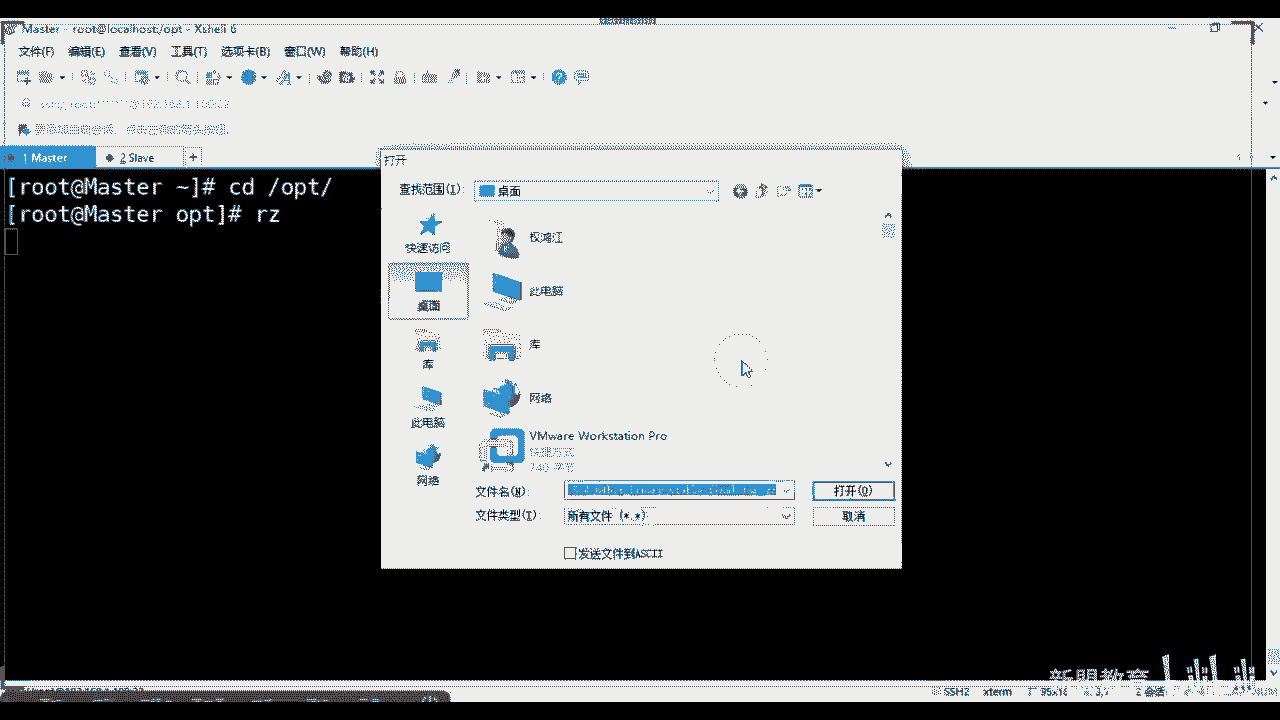 Master - root@localhost:/opt - Xshell 6
文件(F) 编辑(E) 查看(V) 工具(T) 选项卡(B) 窗口(W) 帮助(H)
1 Master
2 Slave
+
[root@Master ~]# cd /opt/
[root@Master opt]# rz
打开
查找范围(I):
桌面
快速访问
桌面
库
此电脑
网络
权鸿江
此电脑
库
网络
VMware Workstation Pro
快捷方式
文件名(N):
打开(O)
文件类型(T):
所有文件 (*.*)
取消
发送文件到ASCII
新盟教育
SSH2
xterm